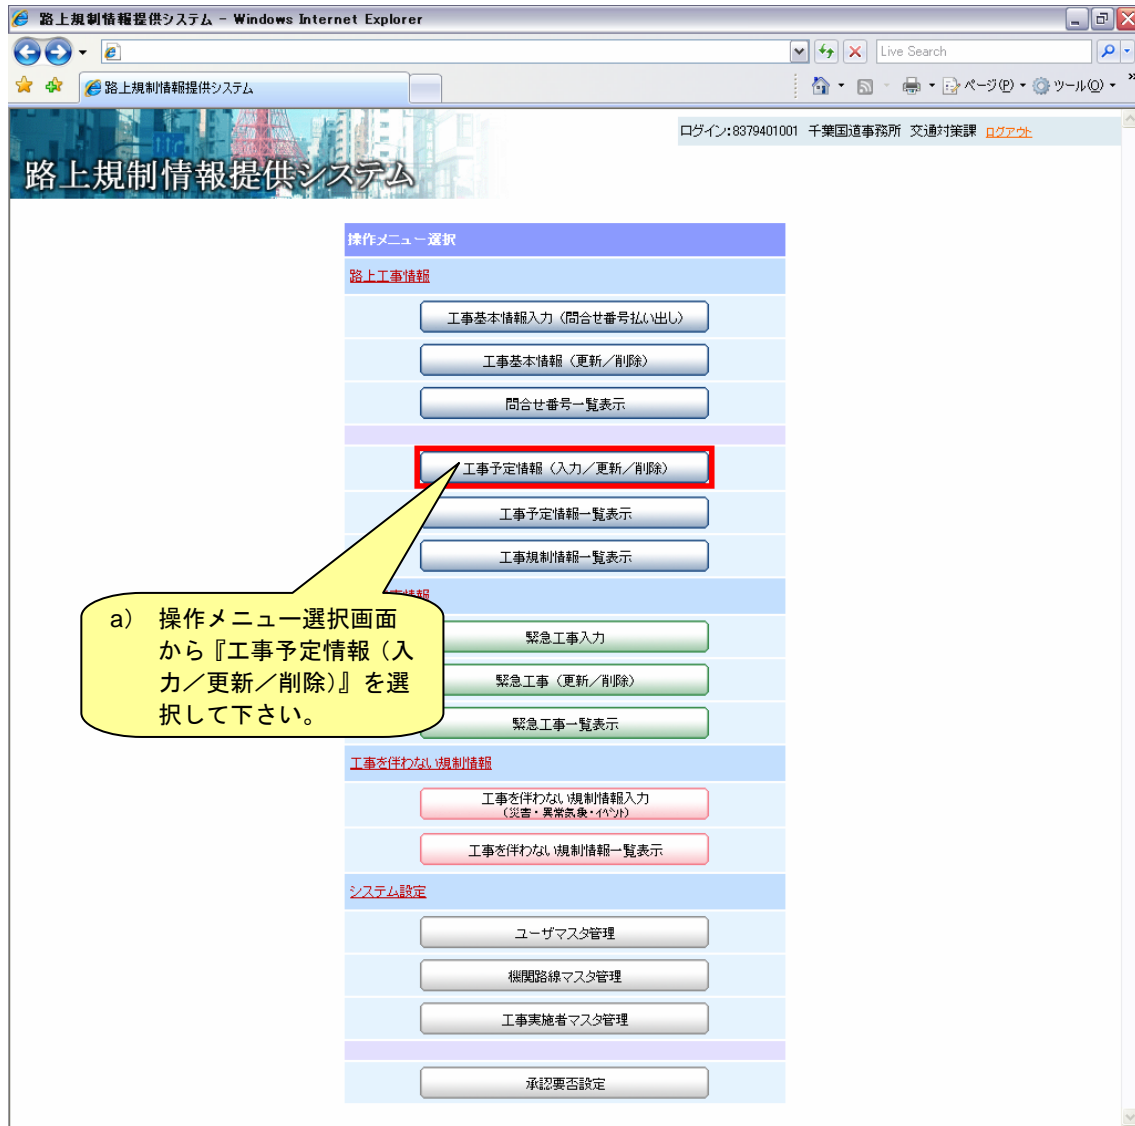 路上規制情報提供システム - Windows Internet Explorer
Live Search
路上規制情報提供システム
ページ(P)
ツール(O)
路上規制情報提供システム
ログイン:8379401001 千葉国道事務所 交通対策課 ログアウト
操作メニュー選択
路上工事情報
工事基本情報入力（問合せ番号払い出し）
工事基本情報（更新／削除）
問合せ番号一覧表示
工事予定情報（入力／更新／削除）
工事予定情報一覧表示
工事規制情報一覧表示
a） 操作メニュー選択画面
から『工事予定情報（入
力／更新／削除）』を選
択して下さい。
緊急工事入力
緊急工事（更新／削除）
緊急工事一覧表示
工事を伴わない規制情報
工事を伴わない規制情報入力
（災害・異常気象・イベント）
工事を伴わない規制情報一覧表示
システム設定
ユーザマスタ管理
機関路線マスタ管理
工事実施者マスタ管理
承認要否設定